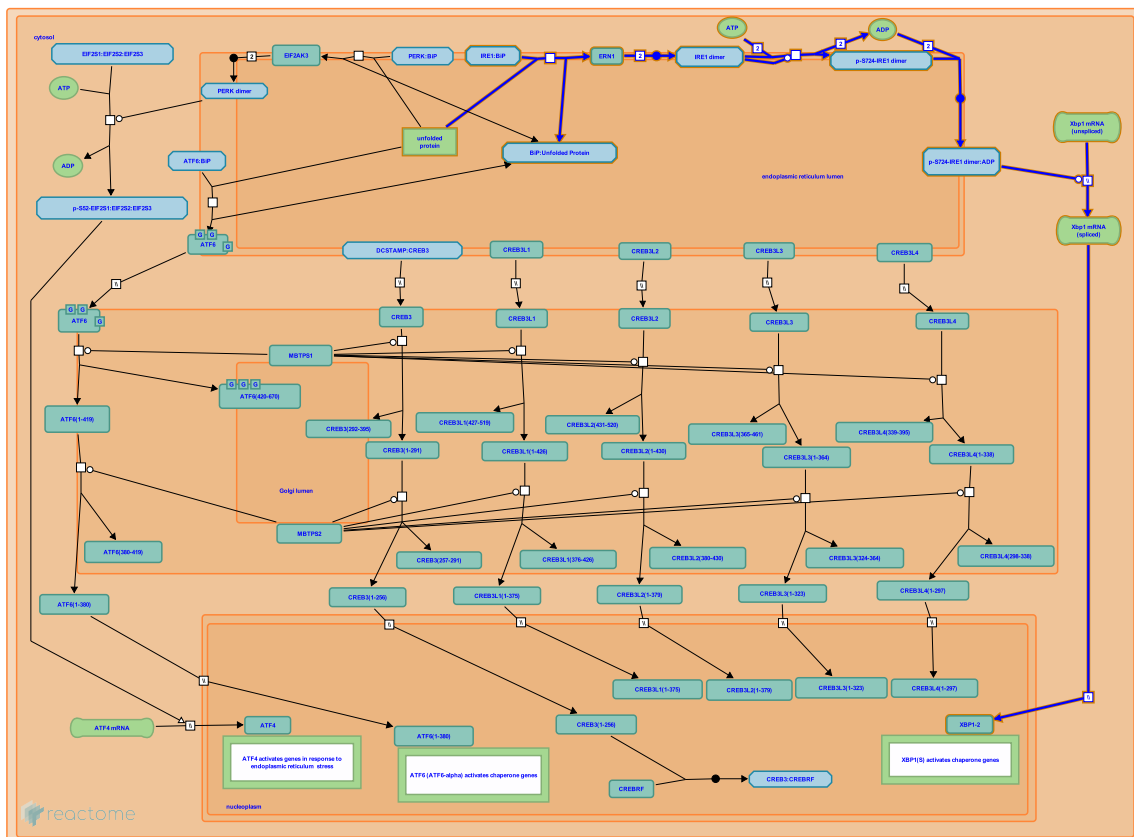 cytosol
EIF2S1:EIF2S2:EIF2S3
ATP
ADP
p-S52-EIF2S1:EIF2S2:EIF2S3
EIF2AK3
2
PERK dimer
PERK:BiP
IRE1:BiP
ERN1
2
IRE1 dimer
ATP
2
ADP
2
2
p-S724-IRE1 dimer
unfolded
protein
BiP:Unfolded Protein
endoplasmic reticulum lumen
ATF6:BiP
p-S724-IRE1 dimer:ADP
Xbp1 mRNA
(unspliced)
Xbp1 mRNA
(spliced)
G G
ATF6
G
DCSTAMP:CREB3
CREB3L1
CREB3L2
CREB3L3
CREB3L4
G G
ATF6
G
CREB3
CREB3L1
CREB3L2
CREB3L3
CREB3L4
MBTPS1
G G G
ATF6(420-670)
ATF6(1-419)
CREB3(292-395)
CREB3L1(427-519)
CREB3L2(431-520)
CREB3L3(365-461)
CREB3L4(339-395)
CREB3(1-291)
CREB3L1(1-426)
CREB3L2(1-430)
CREB3L3(1-364)
CREB3L4(1-338)
Golgi lumen
MBTPS2
ATF6(380-419)
CREB3(257-291)
CREB3L1(376-426)
CREB3L2(380-430)
CREB3L3(324-364)
CREB3L4(298-338)
ATF6(1-380)
CREB3(1-256)
CREB3L1(1-375)
CREB3L2(1-379)
CREB3L3(1-323)
CREB3L4(1-297)
CREB3L1(1-375)
CREB3L2(1-379)
CREB3L3(1-323)
CREB3L4(1-297)
ATF4 mRNA
ATF4
ATF6(1-380)
CREB3(1-256)
XBP1-2
ATF4 activates genes in response to
endoplasmic reticulum stress
ATF6 (ATF6-alpha) activates chaperone genes
XBP1(S) activates chaperone genes
CREBRF
CREB3:CREBRF
nucleoplasm
reactome